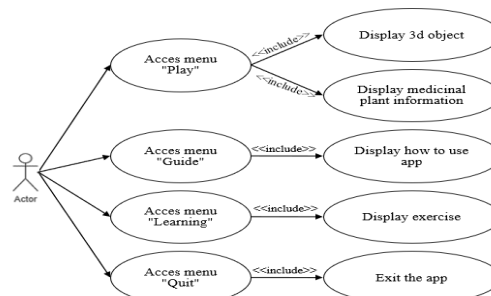 Display 3d object
<<include>>
Acces menu
"Play"
<<include>>
Display medicinal
plant information
Acces menu
"Guide"
<<include>>
Display how to use
app
Actor
Acces menu
"Learning"
<<include>>
Display exercise
Acces menu
"Quit"
<<include>>
Exit the app